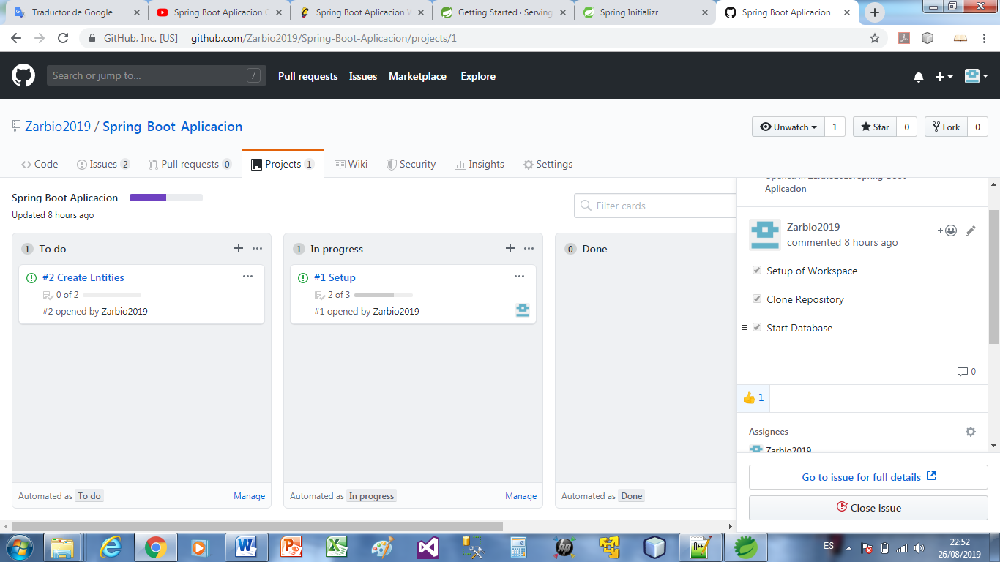 Traductor de Google
Spring Boot Aplicacion C
Spring Boot Aplicacion W
Getting Started · Serving
Spring Initializr
Spring Boot Aplicacion
GitHub, Inc. [US]
github.com/Zarbio2019/Spring-Boot-Aplicacion/projects/1
Search or jump to... /
Pull requests Issues Marketplace Explore
Zarbio2019 / Spring-Boot-Aplicacion
Unwatch 1 Star 0 Fork 0
Code Issues 2 Pull requests 0 Projects 1 Wiki Security Insights Settings
Spring Boot Aplicacion
Updated 8 hours ago
Filter cards
1 To do
#2 Create Entities
0 of 2
#2 opened by Zarbio2019
Automated as To do Manage
1 In progress
#1 Setup
2 of 3
#1 opened by Zarbio2019
Automated as In progress Manage
0 Done
Automated as Done
Opened in Zarbio2019/Spring-Boot-
Aplicacion
Zarbio2019
commented 8 hours ago
Setup of Workspace
Clone Repository
Start Database
0
👍 1
Assignees
Zarbio2019
Go to issue for full details
Close issue
ES
22:52
26/08/2019